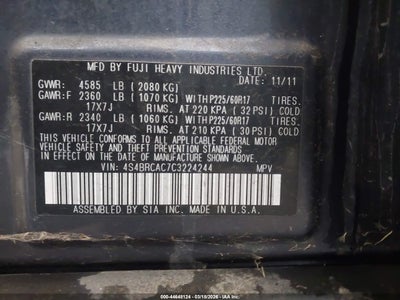 MFD BY FUJI HEAVY INDUSTRIES LTD.
DATE: 11/11
GVWR: 4585 LB ( 2080 KG)
GAWR:F 2360 LB ( 1070 KG) WITH P225/60R17 TIRES.
17X7J RIMS. AT 220 KPA ( 32 PSI) COLD
GAWR:R 2340 LB ( 1060 KG) WITH P225/60R17 TIRES.
17X7J RIMS. AT 210 KPA ( 30 PSI) COLD
THIS VEHICLE CONFORMS TO ALL APPLICABLE FEDERAL MOTOR
VEHICLE SAFETY AND THEFT PREVENTION STANDARDS
IN EFFECT ON THE DATE OF MANUFACTURE SHOWN ABOVE.
VIN: 4S4BRCAC7C3224244 MPV
ASSEMBLED BY SIA INC. MADE IN U.S.A.
000-44648124 - 03/18/2026 - IAAI.COM